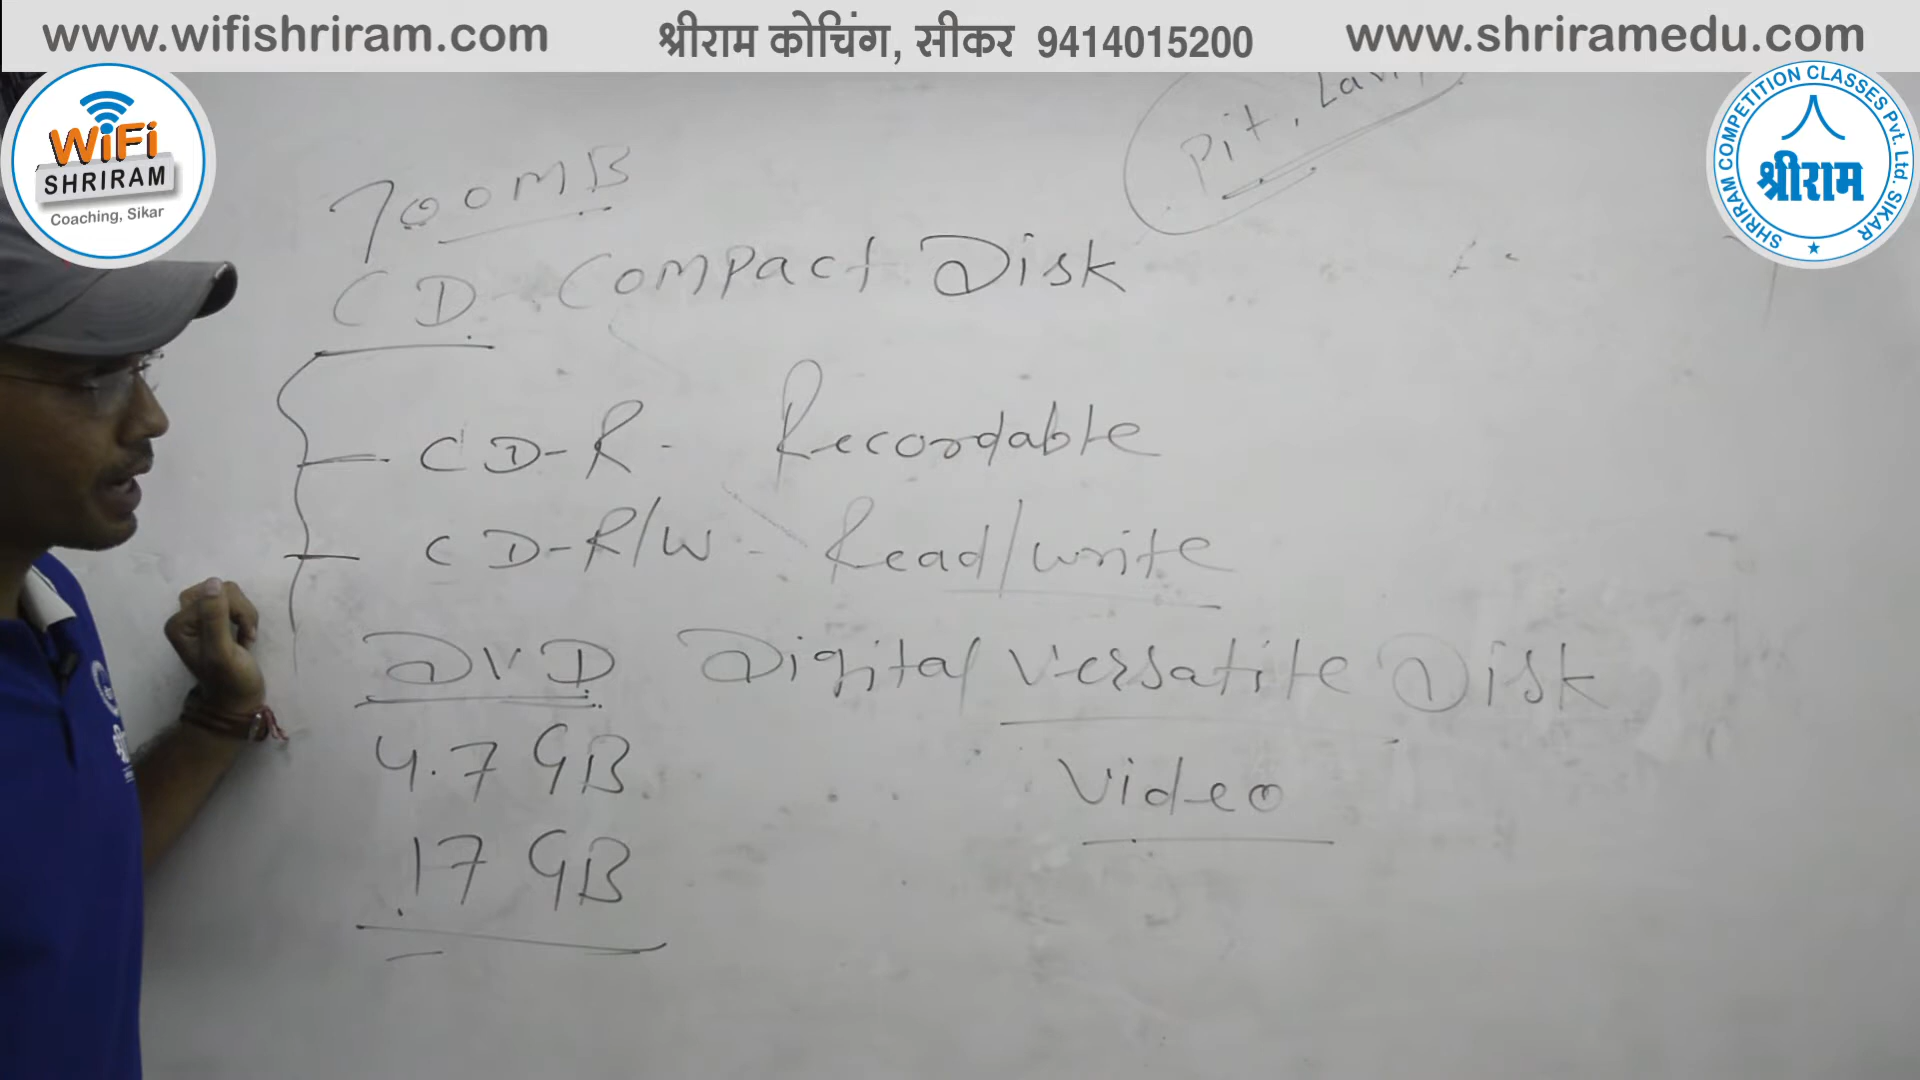 www.wifishriram.com श्रीराम कोचिंग, सीकर 9414015200 www.shriramedu.com
WiFi
SHRIRAM
Coaching, Sikar
SHRIRAM COMPETITION CLASSES Pvt. Ltd. SIKAR
श्रीराम
Pit,
700MB
CD - Compact Disk
CD-R - Recordable
CD-R/W - Read/write
DVD Digital Versatile Disk
4.7 GB Video
17 GB